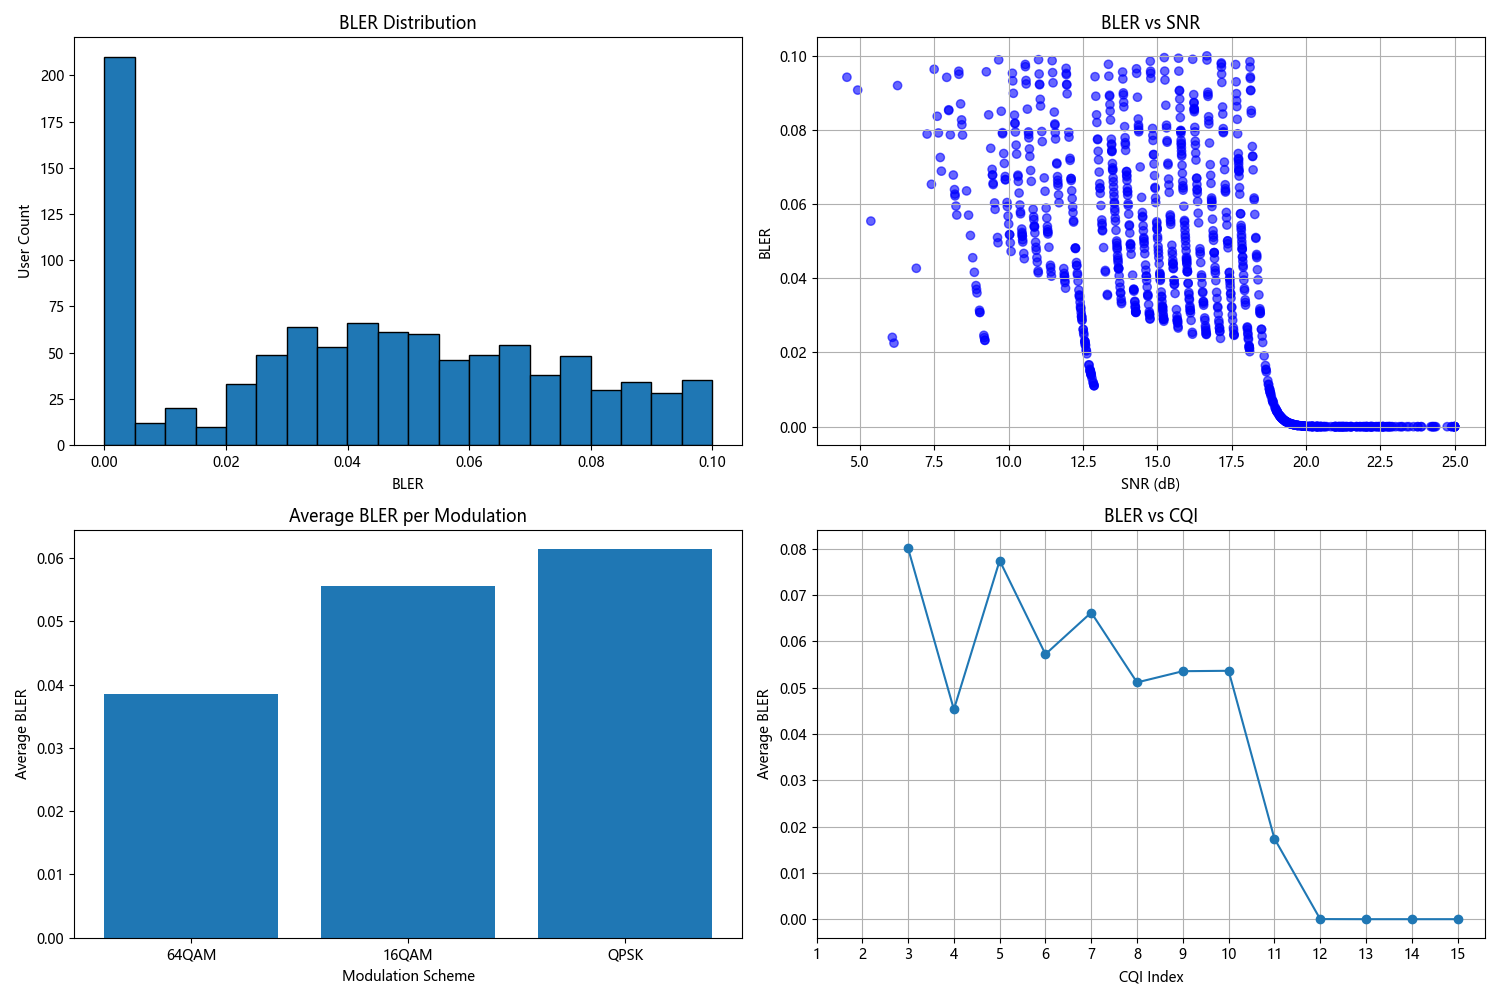 BLER Distribution
User Count
200
175
150
125
100
75
50
25
0
0.00 0.02 0.04 0.06 0.08 0.10
BLER
BLER vs SNR
BLER
0.10
0.08
0.06
0.04
0.02
0.00
5.0 7.5 10.0 12.5 15.0 17.5 20.0 22.5 25.0
SNR (dB)
Average BLER per Modulation
Average BLER
0.06
0.05
0.04
0.03
0.02
0.01
0.00
64QAM 16QAM QPSK
Modulation Scheme
BLER vs CQI
Average BLER
0.08
0.07
0.06
0.05
0.04
0.03
0.02
0.01
0.00
1 2 3 4 5 6 7 8 9 10 11 12 13 14 15
CQI Index